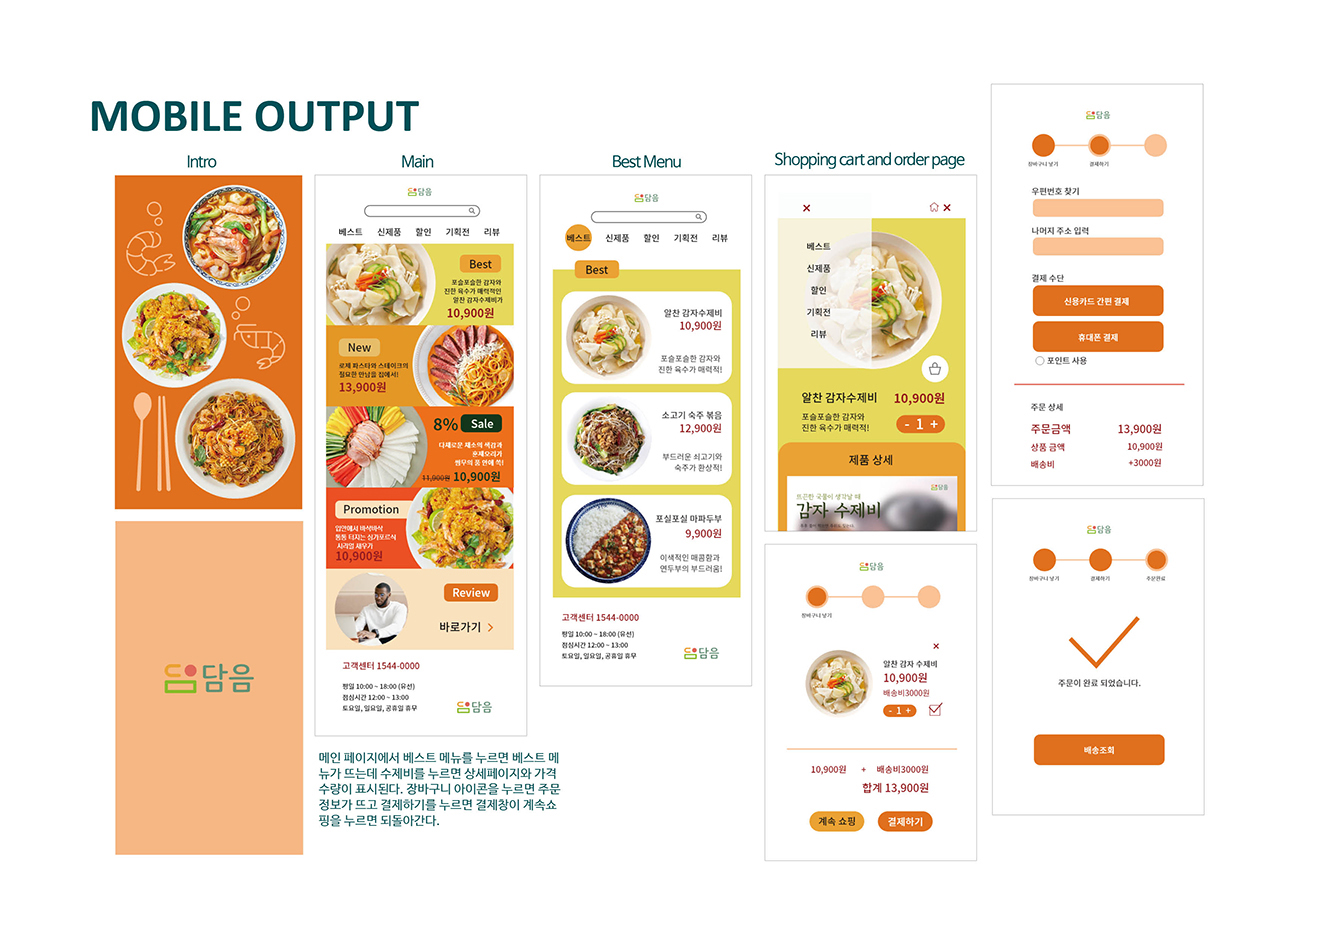 MOBILE OUTPUT
Intro
담음
Main
담음
베스트 신제품 할인 기획전 리뷰
Best
포슬포슬한 감자와
진한 육수가 매력적인
알찬 감자수제비가
10,900원
New
로제 파스타와 스테이크의
절묘한 만남을 집에서!
13,900원
8% Sale
다채로운 채소의 색감과
훈제오리가
쌈무의 품 안에 쏙!
11,900원 10,900원
Promotion
입안에서 바삭바삭
통통 터지는 싱가포르식
시리얼 새우가
10,900원
Review
바로가기 >
고객센터 1544-0000
평일 10:00 ~ 18:00 (유선)
점심시간 12:00 ~ 13:00
토요일, 일요일, 공휴일 휴무
담음
메인 페이지에서 베스트 메뉴를 누르면 베스트 메
뉴가 뜨는데 수제비를 누르면 상세페이지와 가격
수량이 표시된다. 장바구니 아이콘을 누르면 주문
정보가 뜨고 결제하기를 누르면 결제창이 계속쇼
핑을 누르면 되돌아간다.
Best Menu
담음
베스트 신제품 할인 기획전 리뷰
Best
알찬 감자수제비
10,900원
포슬포슬한 감자와
진한 육수가 매력적!
소고기 숙주 볶음
12,900원
부드러운 쇠고기와
숙주가 환상적!
포실포실 마파두부
9,900원
이색적인 매콤함과
연두부의 부드러움!
고객센터 1544-0000
평일 10:00 ~ 18:00 (유선)
점심시간 12:00 ~ 13:00
토요일, 일요일, 공휴일 휴무
담음
Shopping cart and order page
베스트
신제품
할인
기획전
리뷰
알찬 감자수제비 10,900원
포슬포슬한 감자와
진한 육수가 매력적! - 1 +
제품 상세
담음
뜨끈한 국물이 생각날 때
감자 수제비
담음
장바구니 넣기
알찬 감자 수제비
10,900원
배송비3000원
- 1 +
10,900원 + 배송비3000원
합계 13,900원
계속 쇼핑 결제하기
담음
장바구니 넣기 결제하기
우편번호 찾기
나머지 주소 입력
결제 수단
신용카드 간편 결제
휴대폰 결제
포인트 사용
주문 상세
주문금액 13,900원
상품 금액 10,900원
배송비 +3000원
담음
장바구니 넣기 결제하기 주문완료
주문이 완료 되었습니다.
배송조회